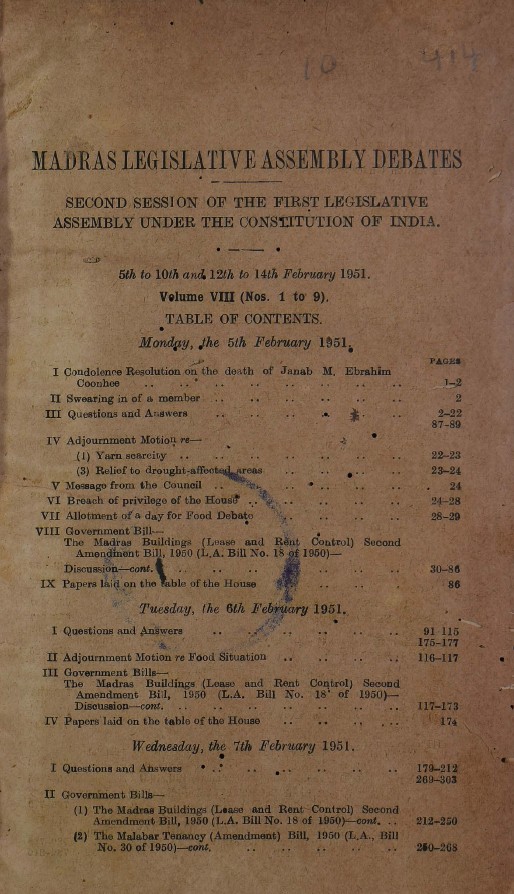 10 414
MADRAS LEGISLATIVE ASSEMBLY DEBATES
SECOND SESSION OF THE FIRST LEGISLATIVE
ASSEMBLY UNDER THE CONSTITUTION OF INDIA.
5th to 10th and 12th to 14th February 1951.
Volume VIII (Nos. 1 to 9).
TABLE OF CONTENTS.
Monday, the 5th February 1951.
PAGES
I Condolence Resolution on the death of Janab M. Ebrahim
Coonhee .. .. .. .. .. .. .. .. 1-2
II Swearing in of a member .. .. .. .. .. .. 2
III Questions and Answers .. .. .. .. .. 2-22
87-89
IV Adjournment Motion re—
(1) Yarn scarcity .. .. .. .. .. .. .. 22-23
(3) Relief to drought-affected areas .. .. .. .. 23-24
V Message from the Council .. .. .. .. .. .. 24
VI Breach of privilege of the House .. .. .. .. .. 24-28
VII Allotment of a day for Food Debate .. .. .. .. 28-29
VIII Government Bill—
The Madras Buildings (Lease and Rent Control) Second
Amendment Bill, 1950 (L.A. Bill No. 18 of 1950)—
Discussion—cont. .. .. .. .. .. .. .. 30-86
IX Papers laid on the table of the House .. .. .. 86
Tuesday, the 6th February 1951.
I Questions and Answers .. .. .. .. .. .. 91-115
175-177
II Adjournment Motion re Food Situation .. .. .. .. 116-117
III Government Bills—
The Madras Buildings (Lease and Rent Control) Second
Amendment Bill, 1950 (L.A. Bill No. 18 of 1950)—
Discussion—cont. .. .. .. .. .. .. .. 117-173
IV Papers laid on the table of the House .. .. .. .. 174
Wednesday, the 7th February 1951.
I Questions and Answers .. .. .. .. .. .. 179-212
269-303
II Government Bills—
(1) The Madras Buildings (Lease and Rent Control) Second
Amendment Bill, 1950 (L.A. Bill No. 18 of 1950)—cont. .. 212-250
(2) The Malabar Tenancy (Amendment) Bill, 1950 (L.A., Bill
No. 30 of 1950)—cont. .. .. .. .. .. 250-268